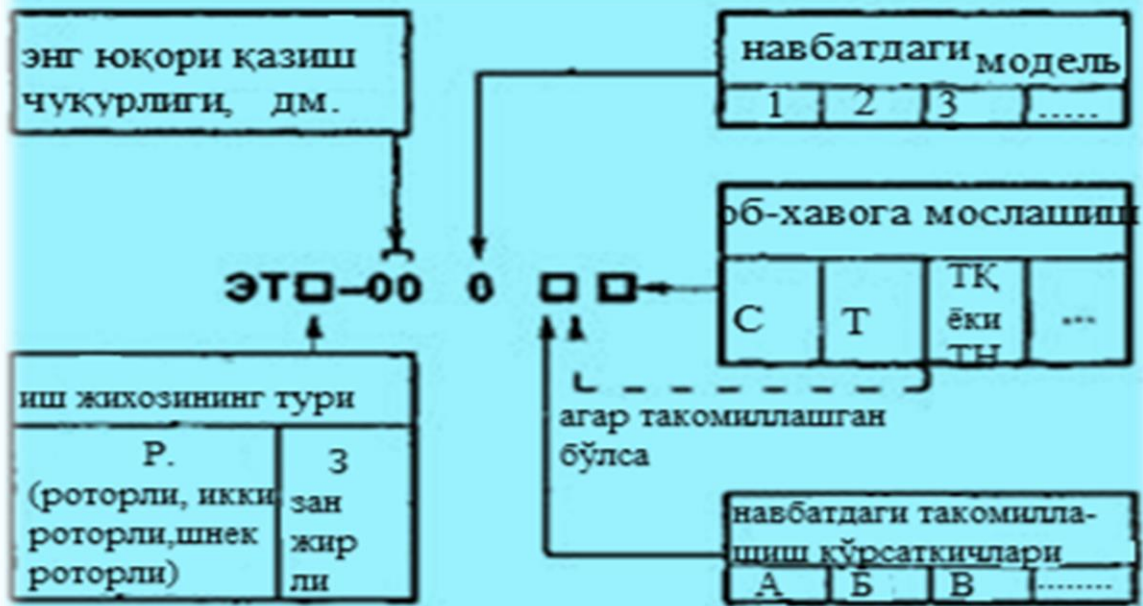 энг юқори қазиш
чуқурлиги, дм.
навбатдаги модель
1 2 3 .....
об-хавога мослашиш
С Т ТҚ ёки ТН ...
ЭТ□-00 0 □ □
иш жихозининг тури
Р.
(роторли, икки
роторли,шнек
роторли)
З
зан
жир
ли
агар такомиллашган
бўлса
навбатдаги такомилла-
шиш кўрсаткичлари
А Б В ........